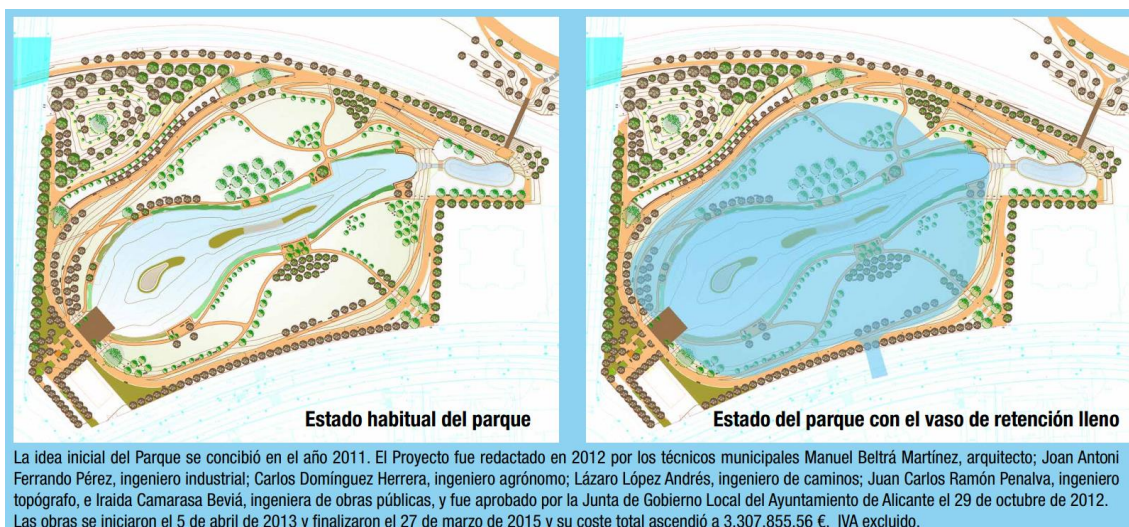 Estado habitual del parque
Estado del parque con el vaso de retención lleno
La idea inicial del Parque se concibió en el año 2011. El Proyecto fue redactado en 2012 por los técnicos municipales Manuel Beltrá Martínez, arquitecto; Joan Antoni
Ferrando Pérez, ingeniero industrial; Carlos Domínguez Herrera, ingeniero agrónomo; Lázaro López Andrés, ingeniero de caminos; Juan Carlos Ramón Penalva, ingeniero
topógrafo, e Iraida Camarasa Beviá, ingeniera de obras públicas, y fue aprobado por la Junta de Gobierno Local del Ayuntamiento de Alicante el 29 de octubre de 2012.
Las obras se iniciaron el 5 de abril de 2013 y finalizaron el 27 de marzo de 2015 y su coste total ascendió a 3.307.855,56 €, IVA excluido.